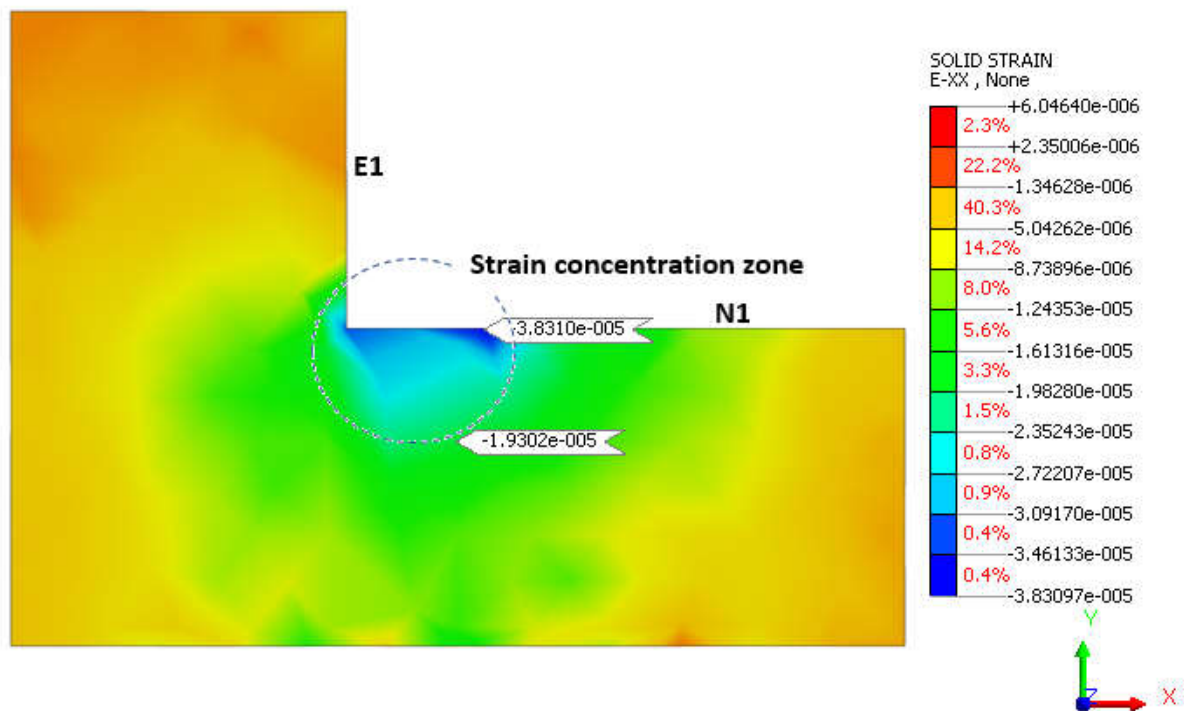 SOLID STRAIN
E-XX , None
+6.04640e-006
2.3%
+2.35006e-006
22.2%
-1.34628e-006
40.3%
-5.04262e-006
14.2%
-8.73896e-006
8.0%
-1.24353e-005
5.6%
-1.61316e-005
3.3%
-1.98280e-005
1.5%
-2.35243e-005
0.8%
-2.72207e-005
0.9%
-3.09170e-005
0.4%
-3.46133e-005
0.4%
-3.83097e-005
E1
Strain concentration zone
N1
3.8310e-005
-1.9302e-005
Y
Z
X